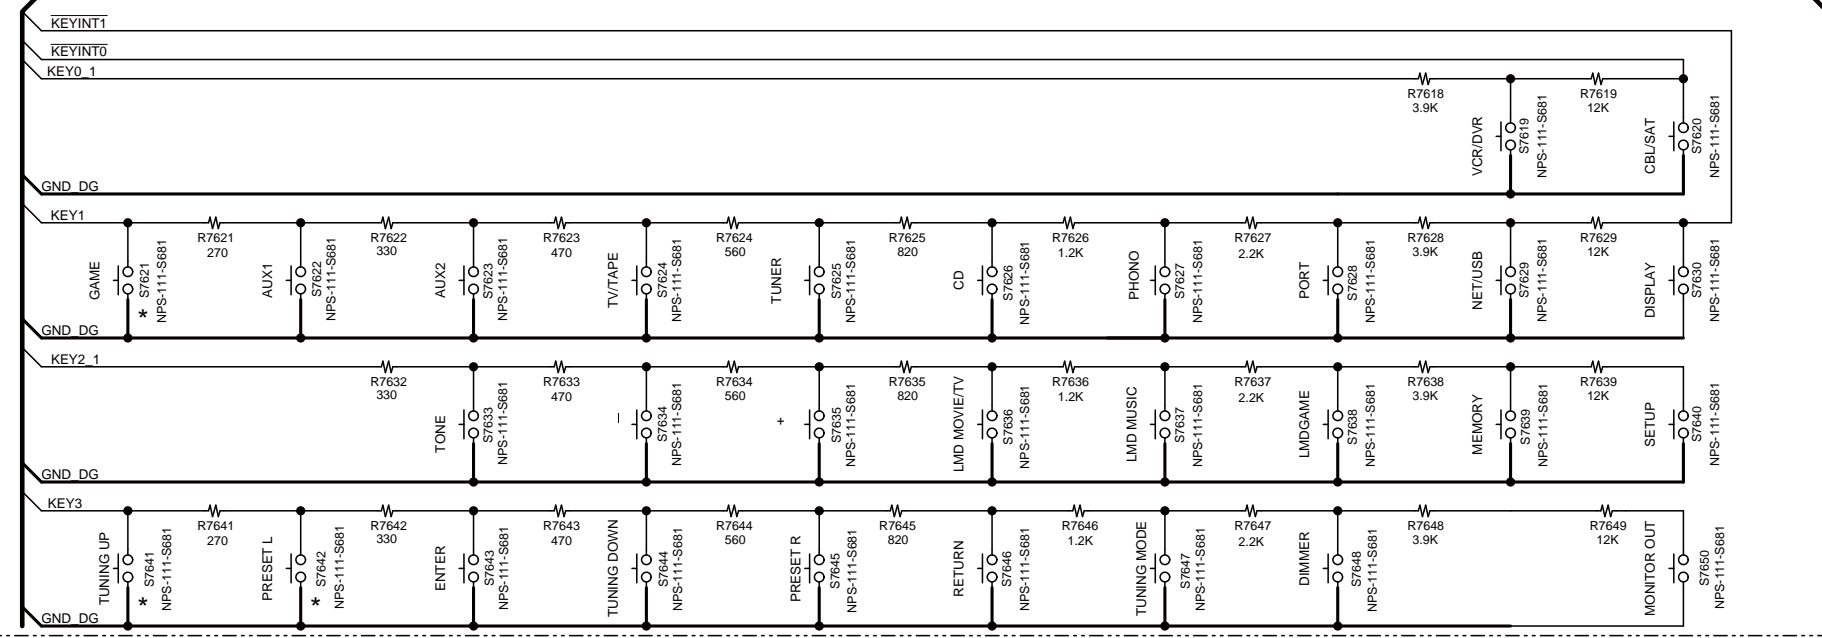 KEYINT1
KEYINT0
KEY0_1
R7618
3.9K
R7619
12K
VCR/DVR
S7619
NPS-111-S681
CBL/SAT
S7620
NPS-111-S681
GND_DG
KEY1
R7621
270
R7622
330
R7623
470
R7624
560
R7625
820
R7626
1.2K
R7627
2.2K
R7628
3.9K
R7629
12K
GAME
S7621
NPS-111-S681
*
AUX1
S7622
NPS-111-S681
AUX2
S7623
NPS-111-S681
TV/TAPE
S7624
NPS-111-S681
TUNER
S7625
NPS-111-S681
CD
S7626
NPS-111-S681
PHONO
S7627
NPS-111-S681
PORT
S7628
NPS-111-S681
NET/USB
S7629
NPS-111-S681
DISPLAY
S7630
NPS-111-S681
GND_DG
KEY2_1
R7632
330
R7633
470
R7634
560
R7635
820
R7636
1.2K
R7637
2.2K
R7638
3.9K
R7639
12K
TONE
S7633
NPS-111-S681
–
S7634
NPS-111-S681
+
S7635
NPS-111-S681
LMD MOVIE/TV
S7636
NPS-111-S681
LMD MUSIC
S7637
NPS-111-S681
LMDGAME
S7638
NPS-111-S681
MEMORY
S7639
NPS-111-S681
SETUP
S7640
NPS-111-S681
GND_DG
KEY3
R7641
270
R7642
330
R7643
470
R7644
560
R7645
820
R7646
1.2K
R7647
2.2K
R7648
3.9K
R7649
12K
TUNING UP
S7641
NPS-111-S681
*
PRESET L
S7642
NPS-111-S681
*
ENTER
S7643
NPS-111-S681
TUNING DOWN
S7644
NPS-111-S681
PRESET R
S7645
NPS-111-S681
RETURN
S7646
NPS-111-S681
TUNING MODE
S7647
NPS-111-S681
DIMMER
S7648
NPS-111-S681
MONITOR OUT
S7650
NPS-111-S681
GND_DG